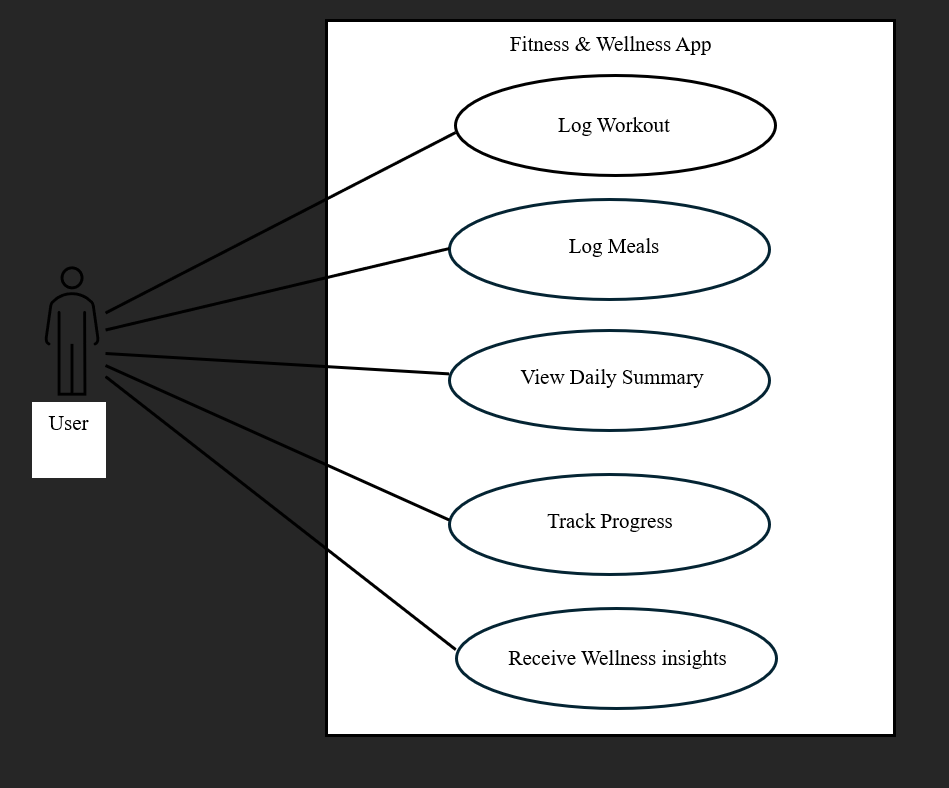 Fitness & Wellness App
Log Workout
Log Meals
View Daily Summary
User
Track Progress
Receive Wellness insights